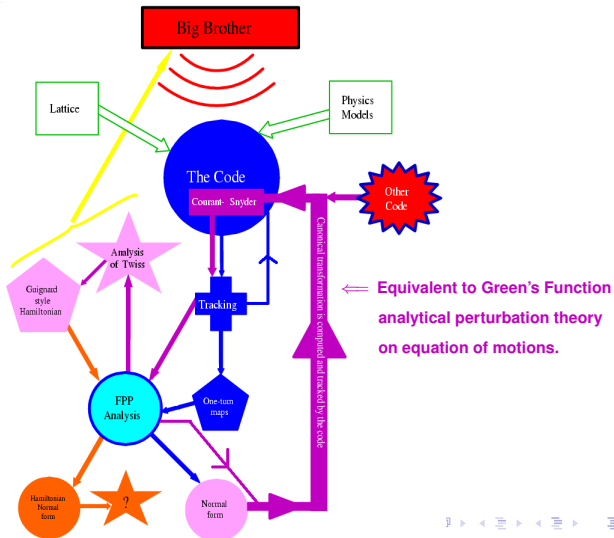 Big Brother
Lattice
Physics
Models
The Code
Courant- Snyder
Other
Code
Analysis
of Twiss
Guignard
style
Hamiltonian
Tracking
Canonical transformation is computed and tracked by the code
⇐ Equivalent to Green's Function
analytical perturbation theory
on equation of motions.
FPP
Analysis
One-turn
maps
Hamiltonian
Normal
form
?
Normal
form